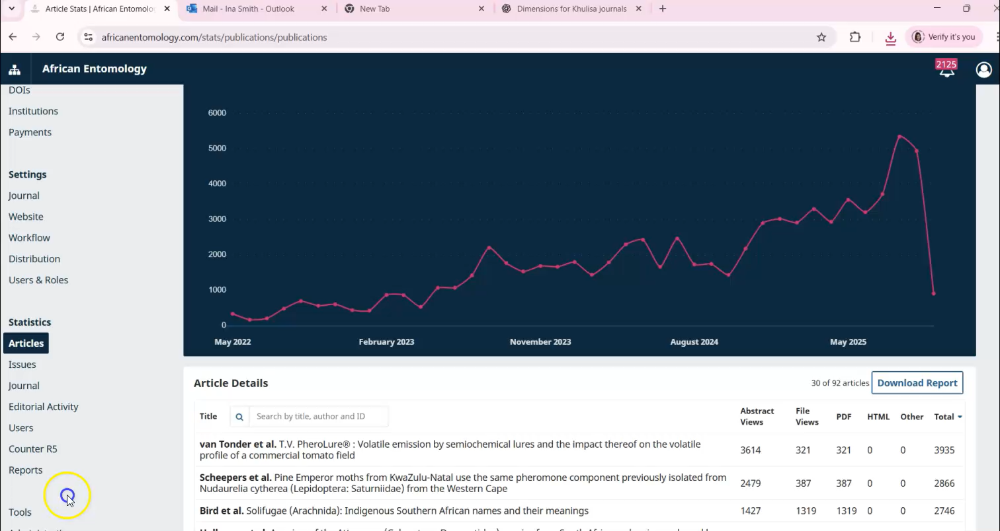 Article Stats | African Entomolo
Mail - Ina Smith - Outlook
New Tab
Dimensions for Khulisa journals
africanentomology.com/stats/publications/publications
Verify it's you
African Entomology
2125
DOIs
Institutions
Payments
Settings
Journal
Website
Workflow
Distribution
Users & Roles
Statistics
Articles
Issues
Journal
Editorial Activity
Users
Counter R5
Reports
Tools
6000
5000
4000
3000
2000
1000
0
May 2022
February 2023
November 2023
August 2024
May 2025
Article Details
30 of 92 articles
Download Report
Title
Search by title, author and ID
Abstract
Views
File
Views
PDF
HTML
Other
Total
van Tonder et al. T.V. PheroLure® : Volatile emission by semiochemical lures and the impact thereof on the volatile
profile of a commercial tomato field
3614 321 321 0 0 3935
Scheepers et al. Pine Emperor moths from KwaZulu-Natal use the same pheromone component previously isolated from
Nudaurelia cytherea (Lepidoptera: Saturniidae) from the Western Cape
2479 387 387 0 0 2866
Bird et al. Solifugae (Arachnida): Indigenous Southern African names and their meanings
1427 1319 1319 0 0 2746